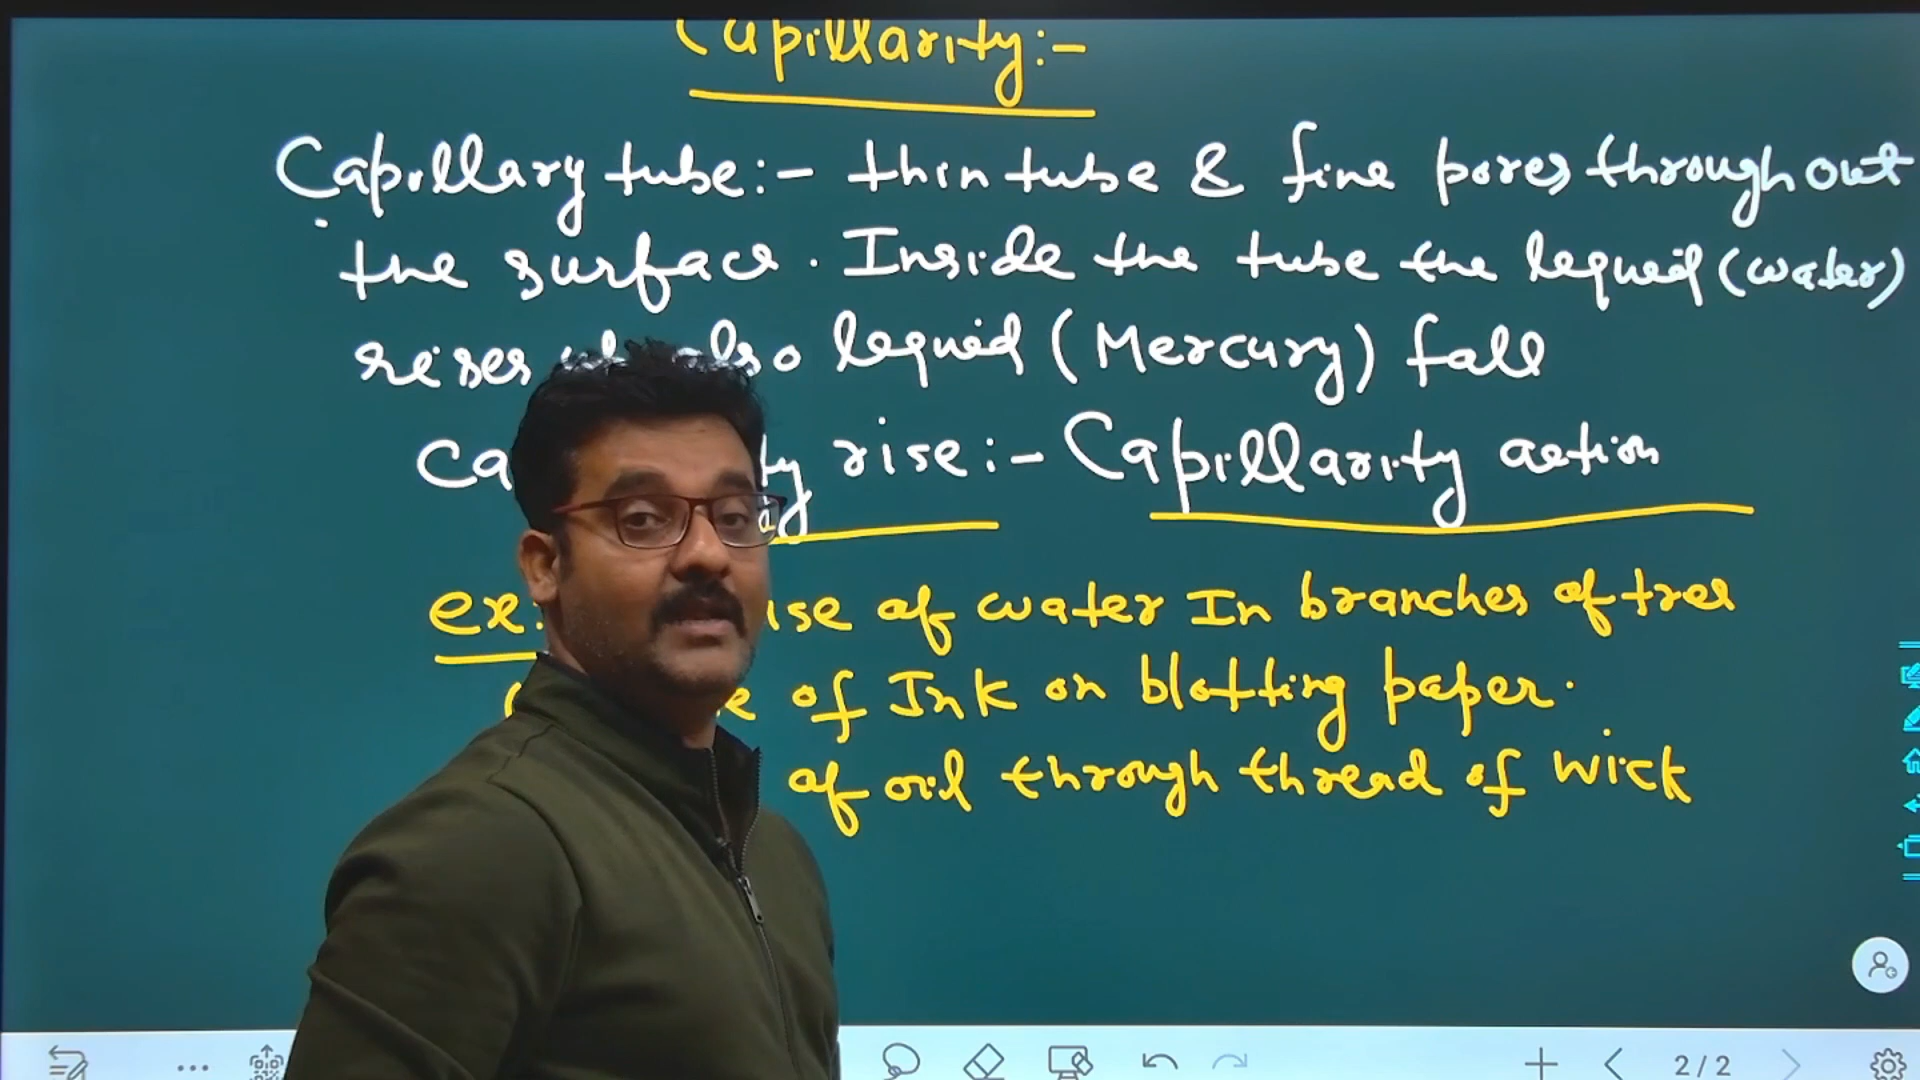 Capillarity:-
Capillary tube:- thin tube & fine pores through out
the surface. Inside the tube the lequid (water)
rises also lequid (Mercury) fall
rise:- Capillarity action
ex: of water In branches of tree
of Ink on blotting paper.
of oil through thread of wick
2/2